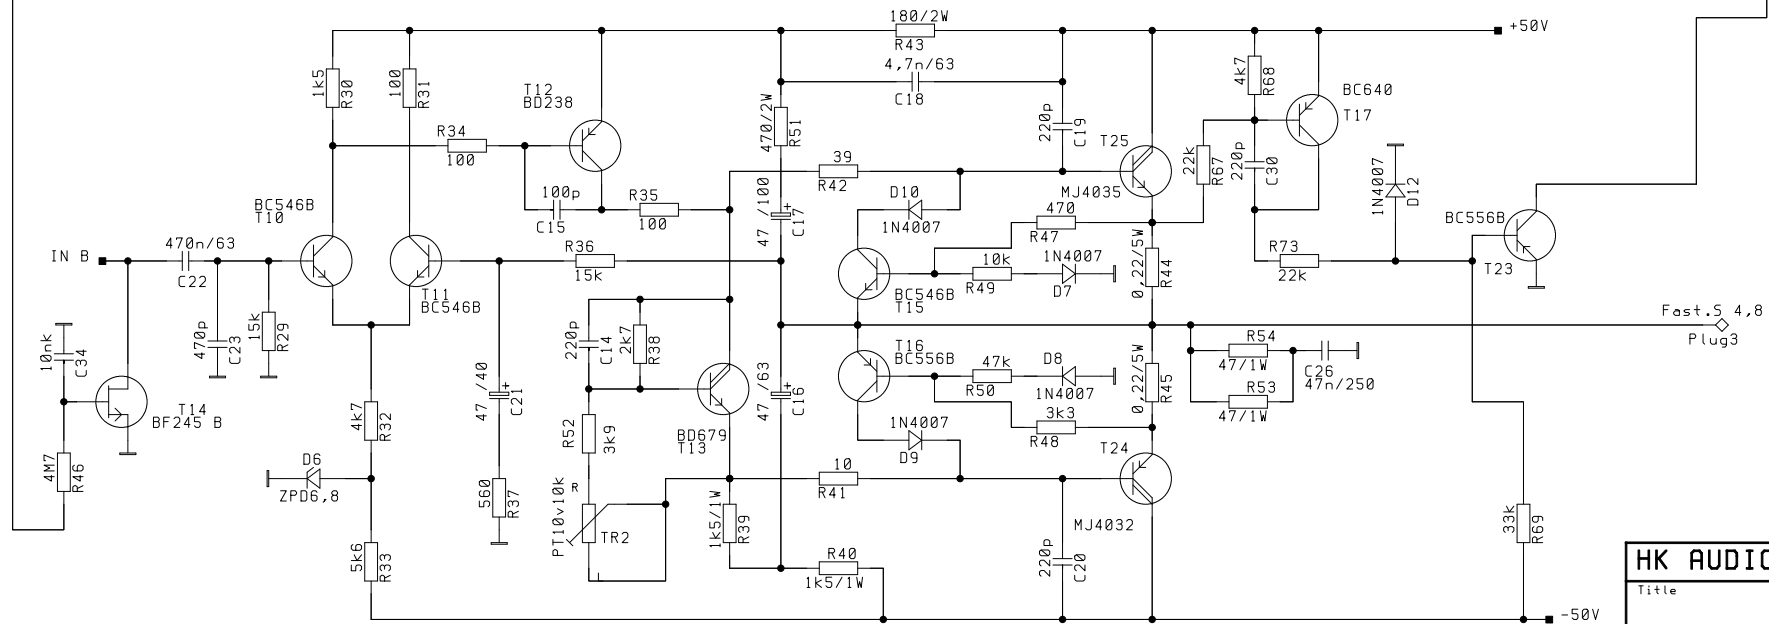 180/2W
R43
+50V
4,7n/63
C18
1k5
R30
100
R31
T12
BD238
470/2W
R51
220p
C19
4k7
R68
BC640
T17
R34
100
39
R42
T25
MJ4035
22k
R67
220p
C30
1N4007
D12
100p
C15
R35
100
47 /100
C17
D10
1N4007
470
R47
BC546B
T10
BC556B
T23
IN B
470n/63
C22
T11
BC546B
R36
15k
BC546B
T15
10k
R49
1N4007
D7
0,22/5W
R44
R73
22k
Fast.S 4,8
Plug3
10nk
C34
470p
C23
15k
R29
220p
C14
2k7
R38
T16
BC556B
47k
R50
D8
1N4007
0,22/5W
R45
R54
47/1W
R53
47/1W
C26
47n/250
T14
BF245 B
4k7
R32
47 /40
C21
R52
3k9
BD679
T13
47 /63
C16
1N4007
D9
3k3
R48
T24
MJ4032
4M7
R46
D6
ZPD6,8
560
R37
R
PT10v10k
TR2
L
1k5/1W
R39
10
R41
5k6
R33
R40
1k5/1W
220p
C20
33k
R69
-50V
HK AUDIO
Title